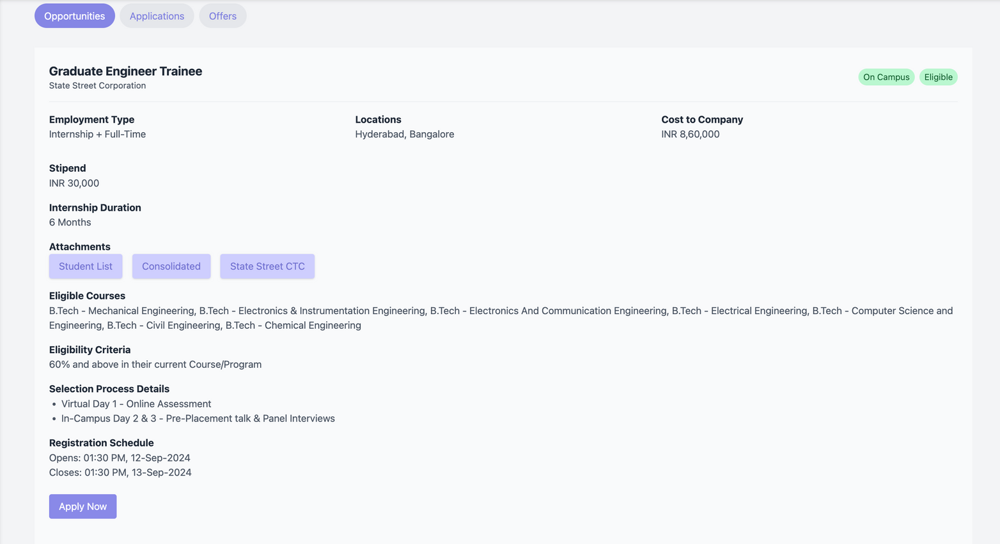 Opportunities Applications Offers
Graduate Engineer Trainee
State Street Corporation
On Campus Eligible
Employment Type Locations Cost to Company
Internship + Full-Time Hyderabad, Bangalore INR 8,60,000
Stipend
INR 30,000
Internship Duration
6 Months
Attachments
Student List Consolidated State Street CTC
Eligible Courses
B.Tech - Mechanical Engineering, B.Tech - Electronics & Instrumentation Engineering, B.Tech - Electronics And Communication Engineering, B.Tech - Electrical Engineering, B.Tech - Computer Science and
Engineering, B.Tech - Civil Engineering, B.Tech - Chemical Engineering
Eligibility Criteria
60% and above in their current Course/Program
Selection Process Details
• Virtual Day 1 - Online Assessment
• In-Campus Day 2 & 3 - Pre-Placement talk & Panel Interviews
Registration Schedule
Opens: 01:30 PM, 12-Sep-2024
Closes: 01:30 PM, 13-Sep-2024
Apply Now